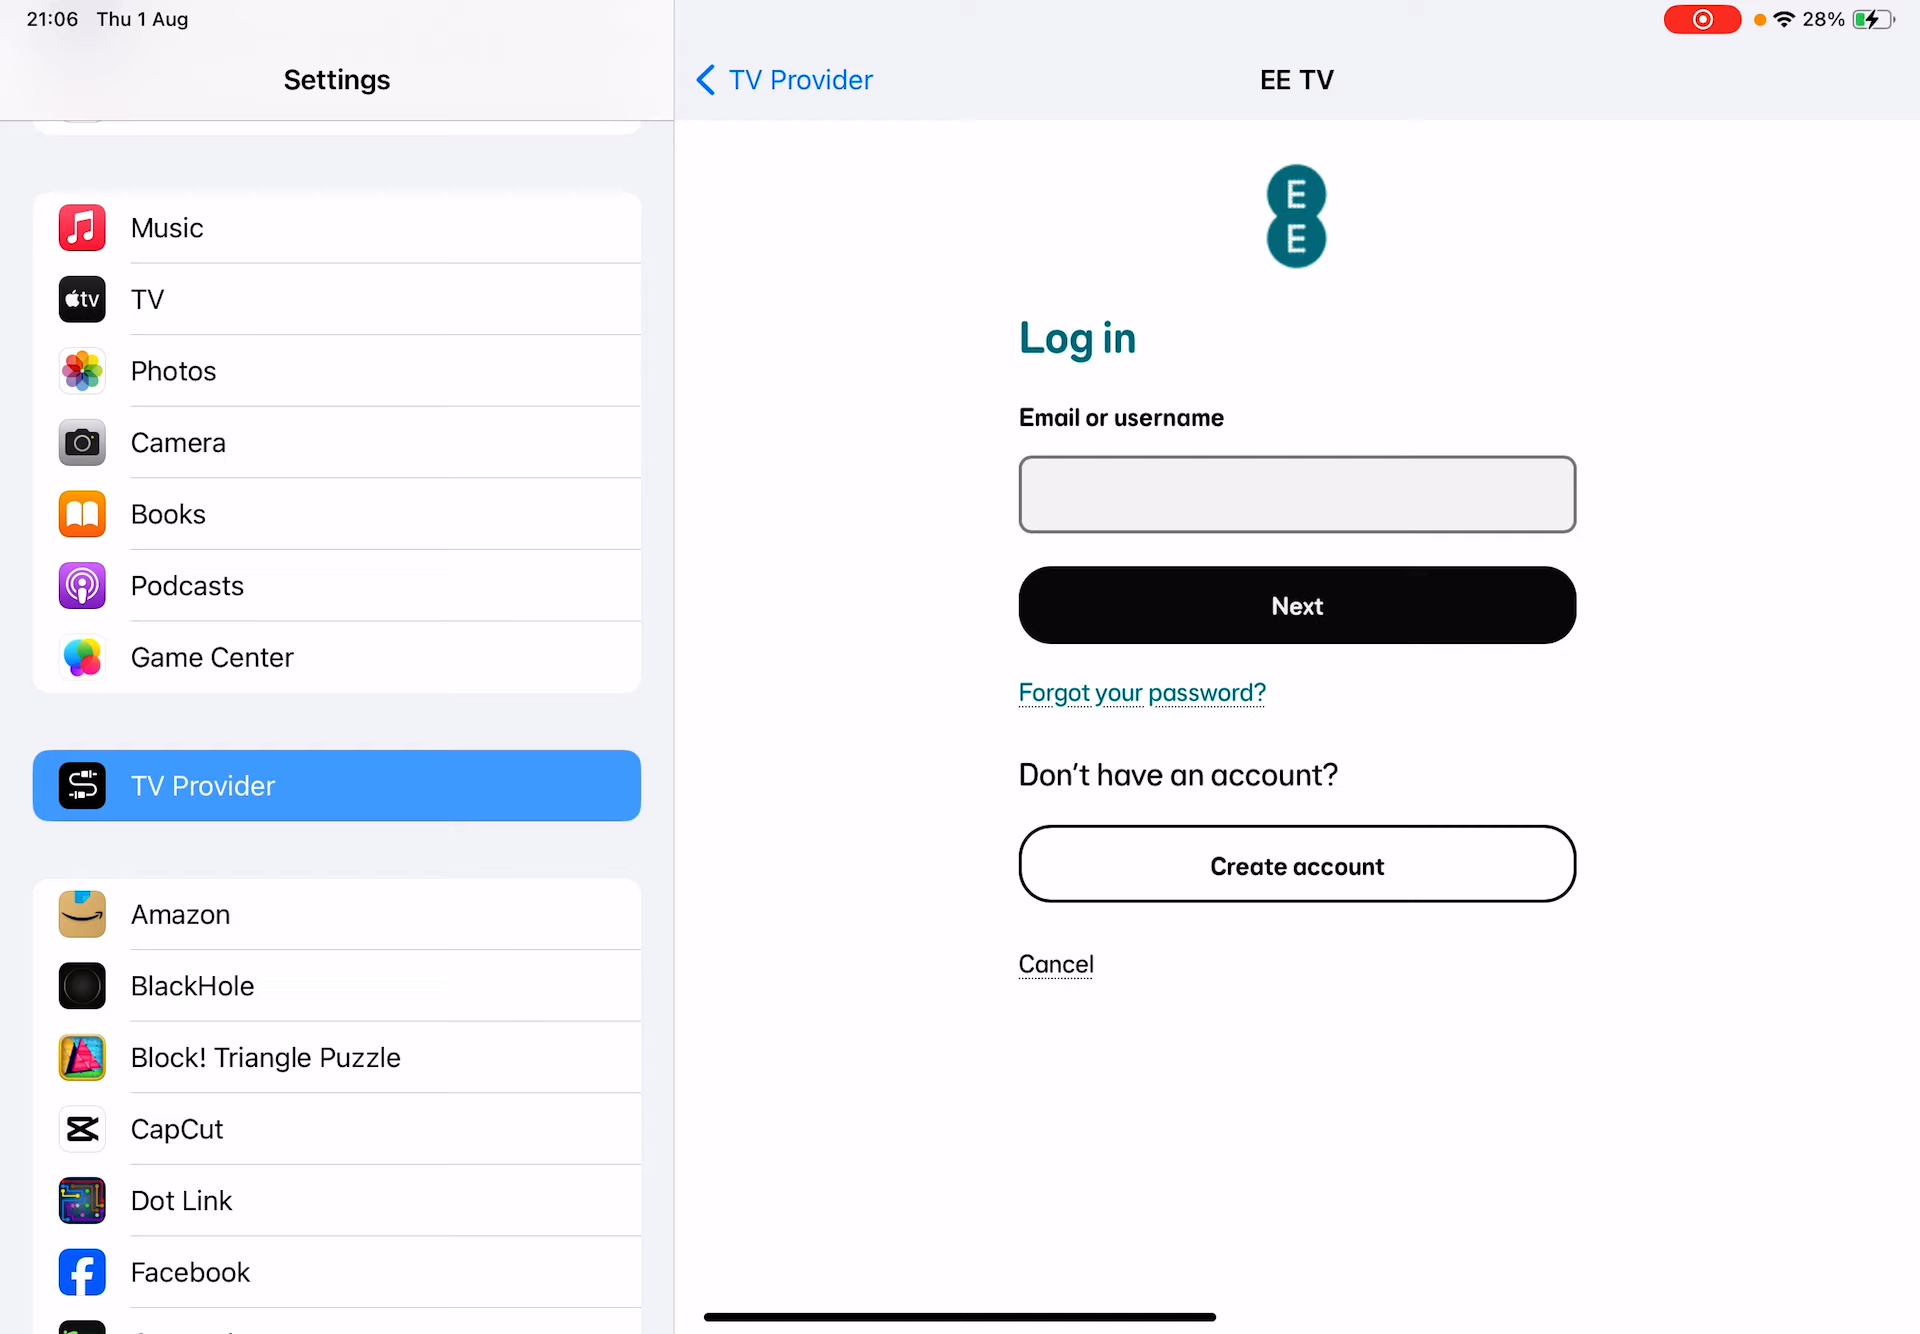 21:06 Thu 1 Aug
28%
Settings
TV Provider
EE TV
Music
tv
TV
Photos
Camera
Books
Podcasts
Game Center
TV Provider
Amazon
BlackHole
Block! Triangle Puzzle
CapCut
Dot Link
Facebook
E
E
Log in
Email or username
Next
Forgot your password?
Don't have an account?
Create account
Cancel